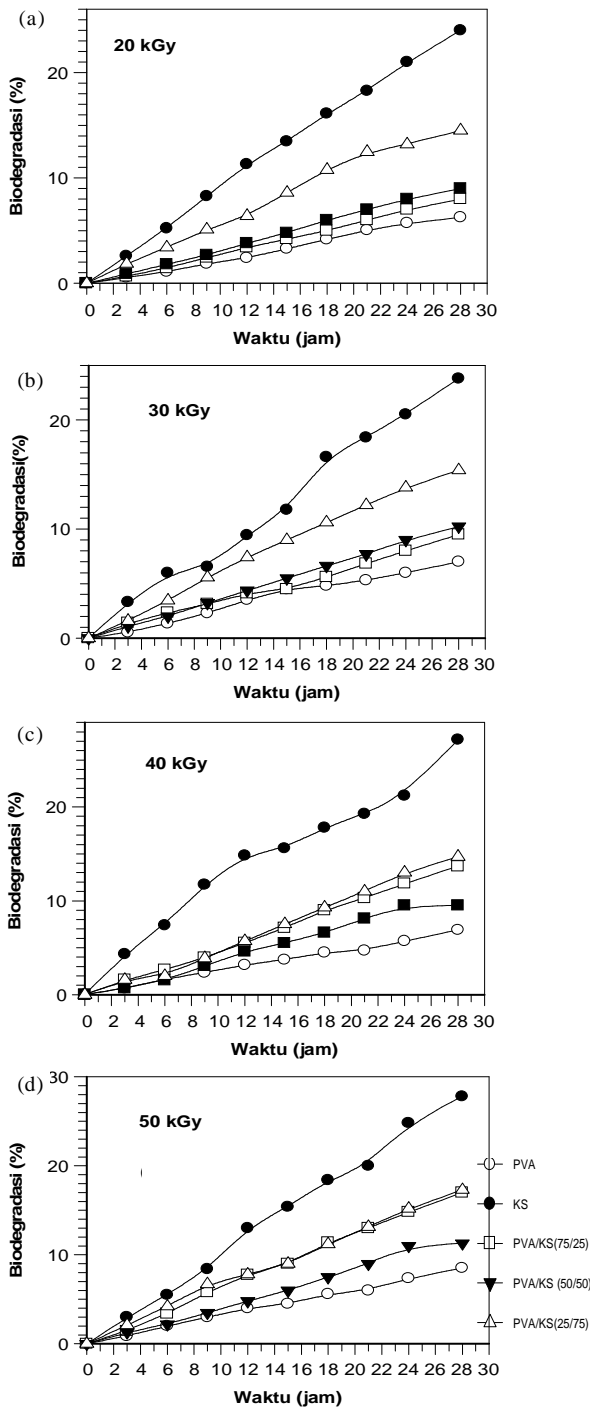 (a)
20 kGy
Biodegradasi (%)
20
10
0
0 2 4 6 8 10 12 14 16 18 20 22 24 26 28 30
Waktu (jam)
(b)
30 kGy
Biodegradasi(%)
20
10
0
0 2 4 6 8 10 12 14 16 18 20 22 24 26 28 30
Waktu (jam)
(c)
40 kGy
Biodegradasi (%)
20
10
0
0 2 4 6 8 10 12 14 16 18 20 22 24 26 28 30
Waktu (jam)
(d)
50 kGy
Biodegradasi (%)
30
20
10
0
0 2 4 6 8 10 12 14 16 18 20 22 24 26 28 30
Waktu (jam)
PVA
KS
PVA/KS(75/25)
PVA/KS (50/50)
PVA/KS(25/75)